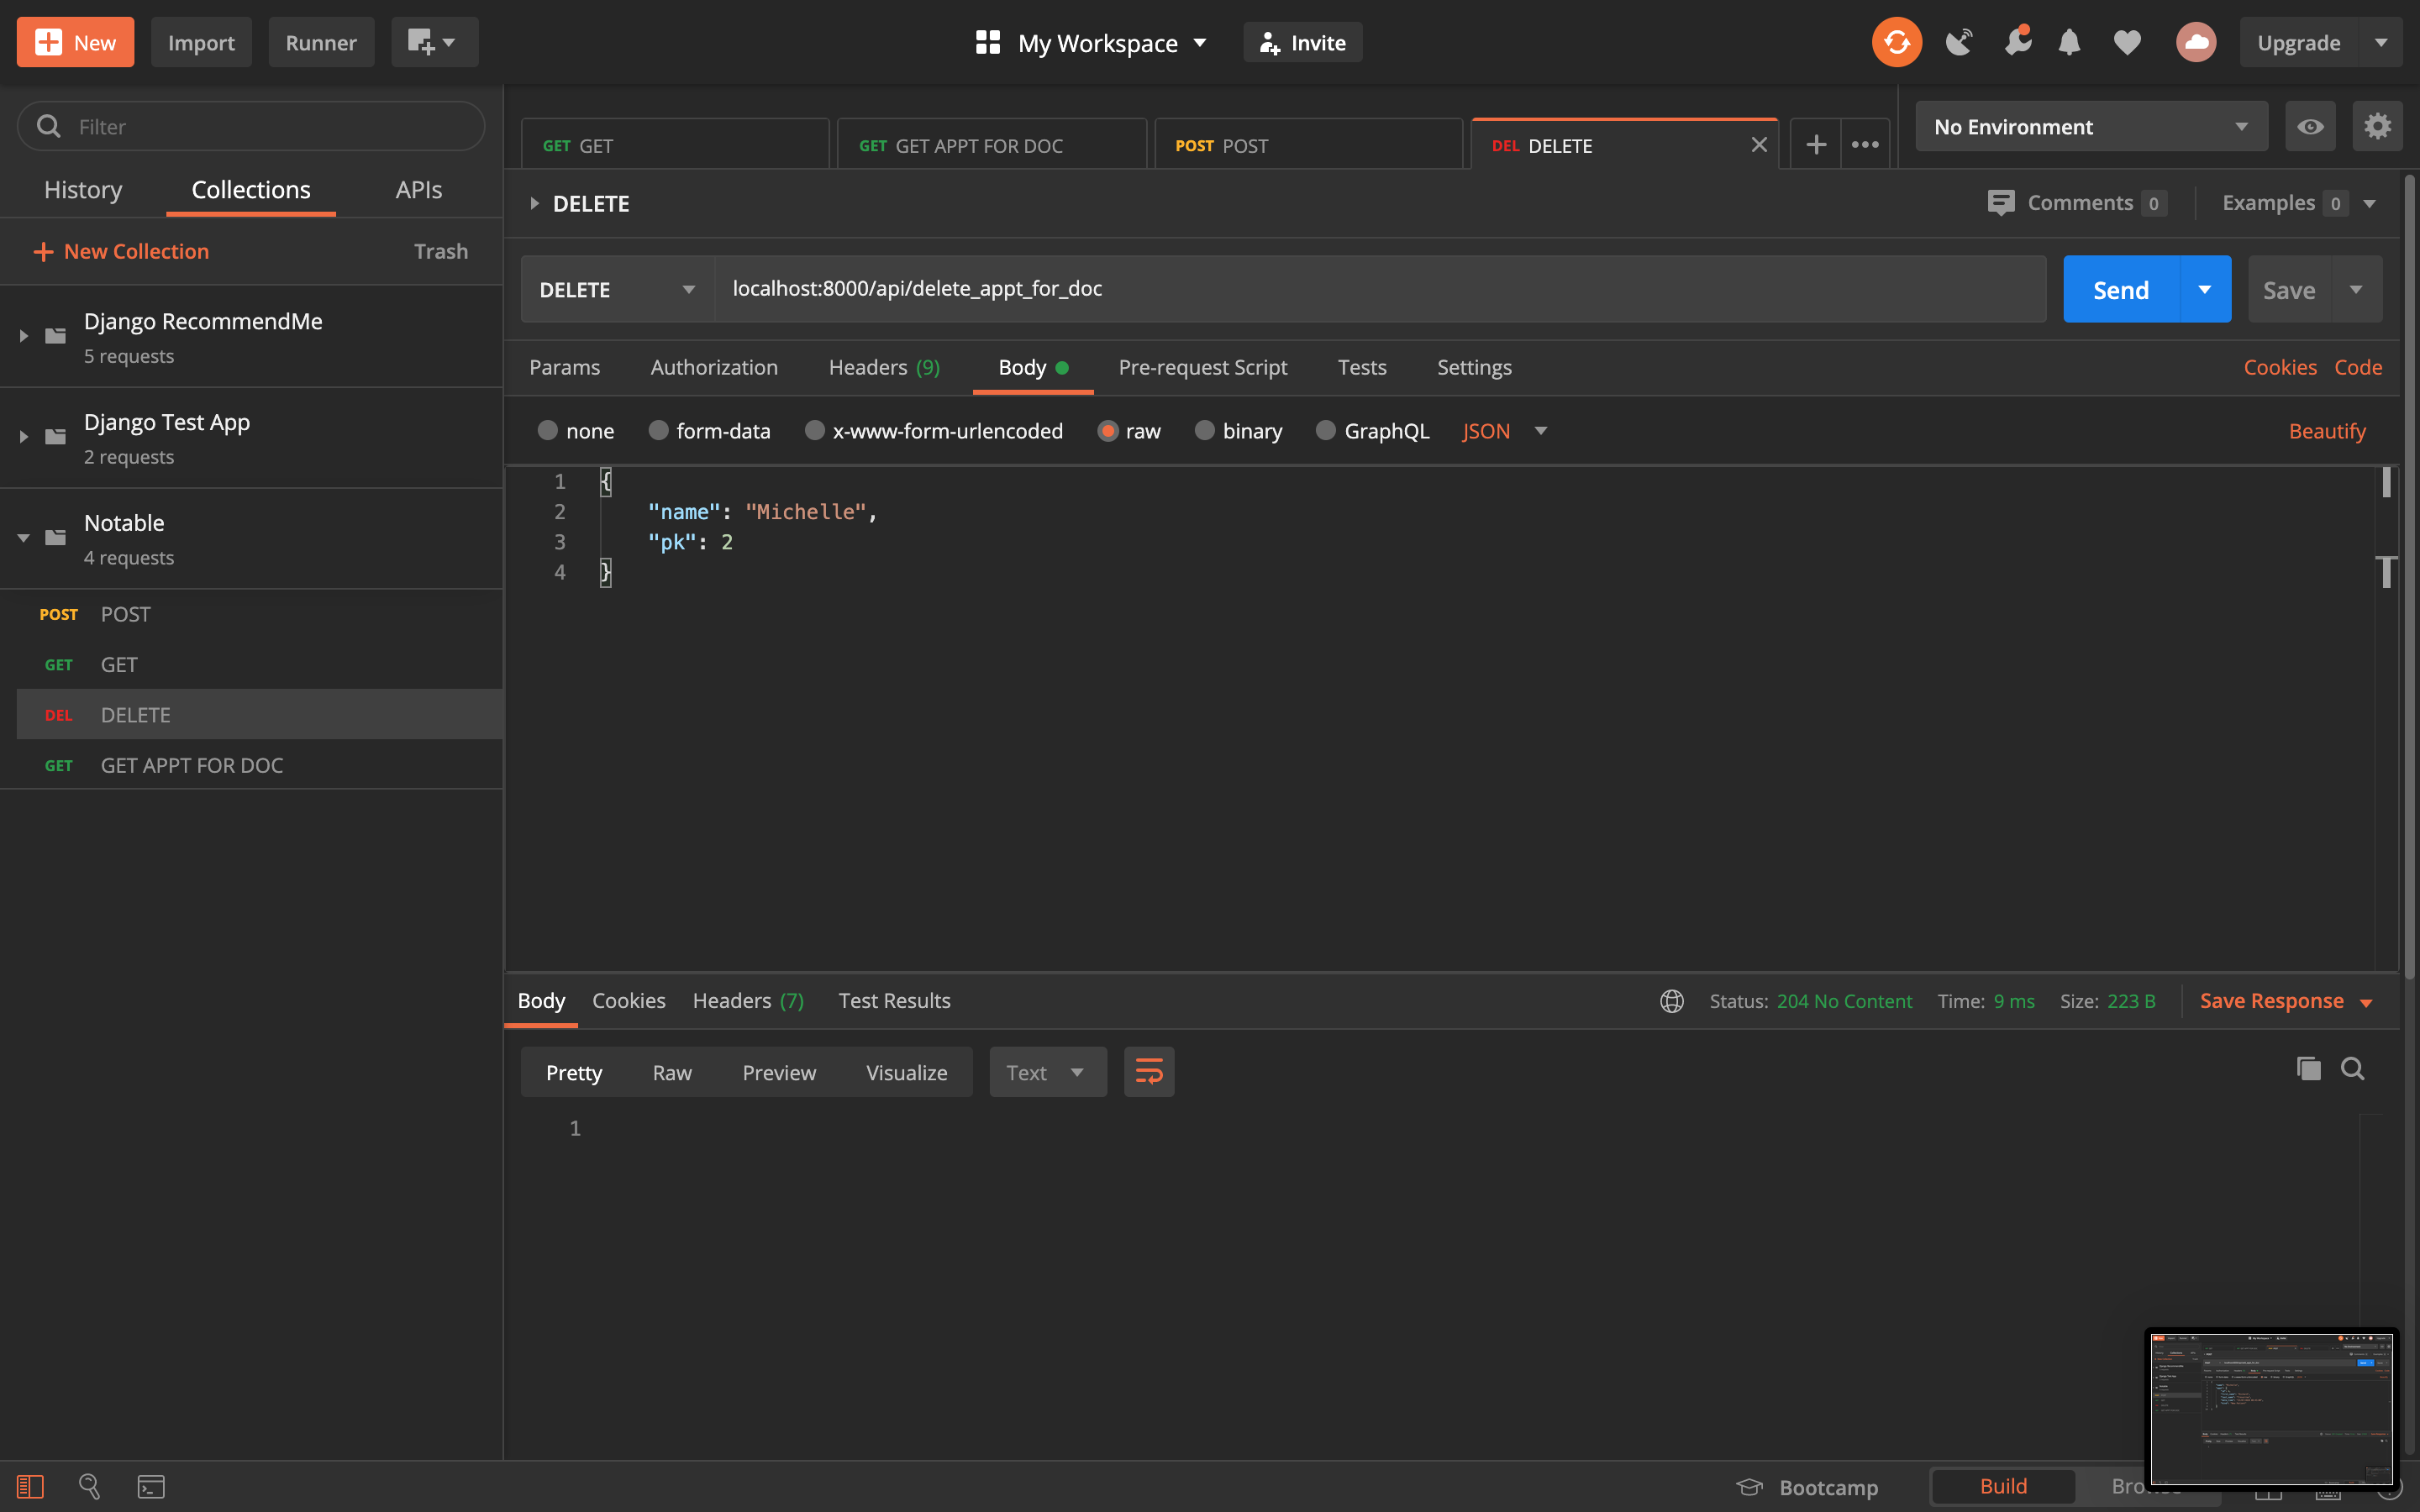 New Import Runner My Workspace Invite Upgrade
Filter
History Collections APIs
New Collection Trash
Django RecommendMe
5 requests
Django Test App
2 requests
Notable
4 requests
POST POST
GET GET
DEL DELETE
GET GET APPT FOR DOC
GET GET GET GET APPT FOR DOC POST POST DEL DELETE No Environment
DELETE Comments 0 Examples 0
DELETE localhost:8000/api/delete_appt_for_doc Send Save
Params Authorization Headers (9) Body Pre-request Script Tests Settings Cookies Code
none form-data x-www-form-urlencoded raw binary GraphQL JSON Beautify
1 {
2 "name": "Michelle",
3 "pk": 2
4 }
Body Cookies Headers (7) Test Results Status: 204 No Content Time: 9 ms Size: 223 B Save Response
Pretty Raw Preview Visualize Text
1
Bootcamp Build